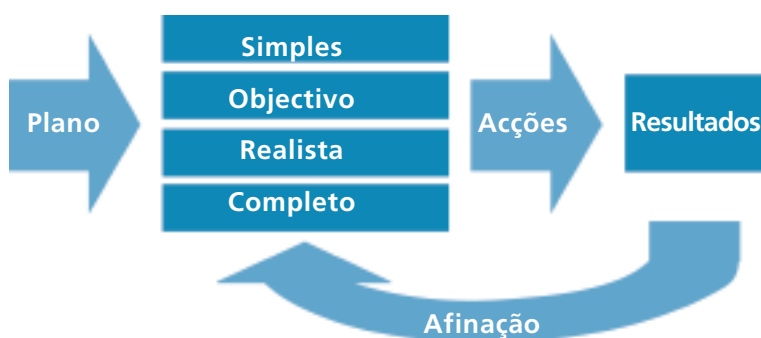 Plano
Simples
Objectivo
Realista
Completo
Acções
Resultados
Afinação